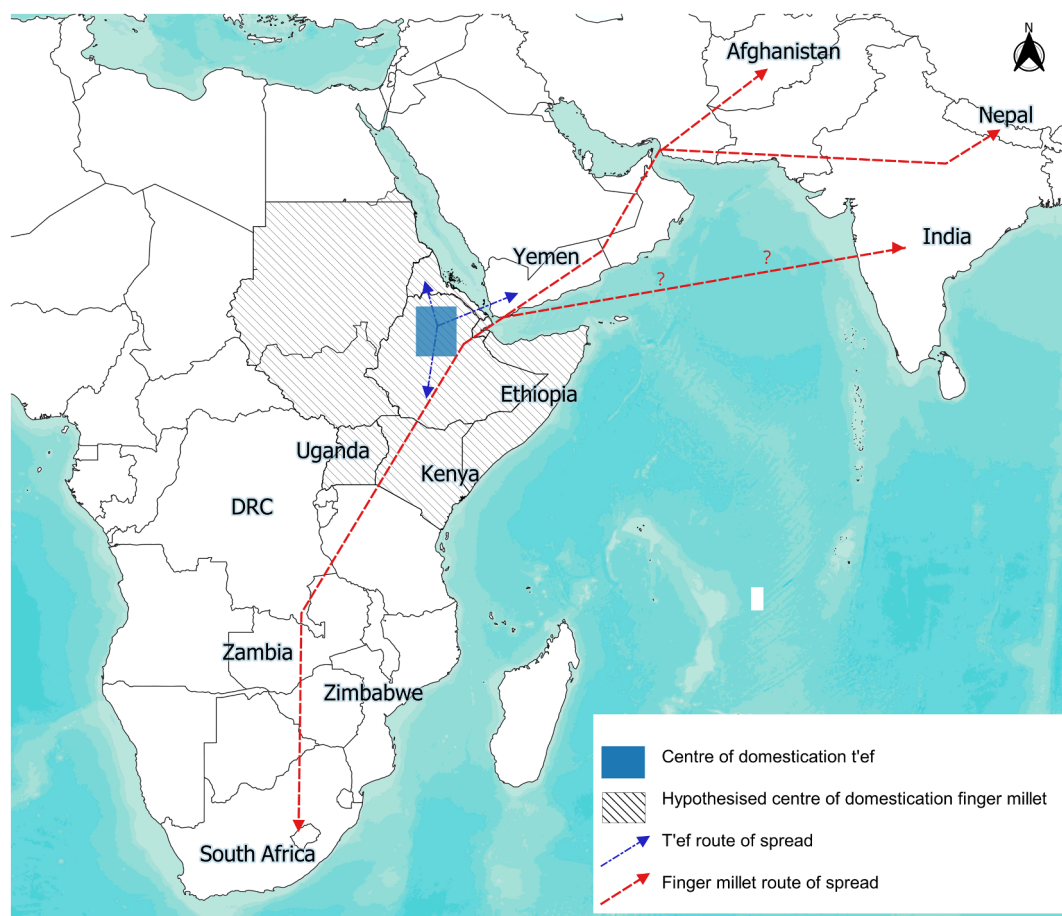 N
Afghanistan
Nepal
India
Yemen
?
?
Ethiopia
Uganda
Kenya
DRC
Zambia
Zimbabwe
South Africa
Centre of domestication t'ef
Hypothesised centre of domestication finger millet
T'ef route of spread
Finger millet route of spread